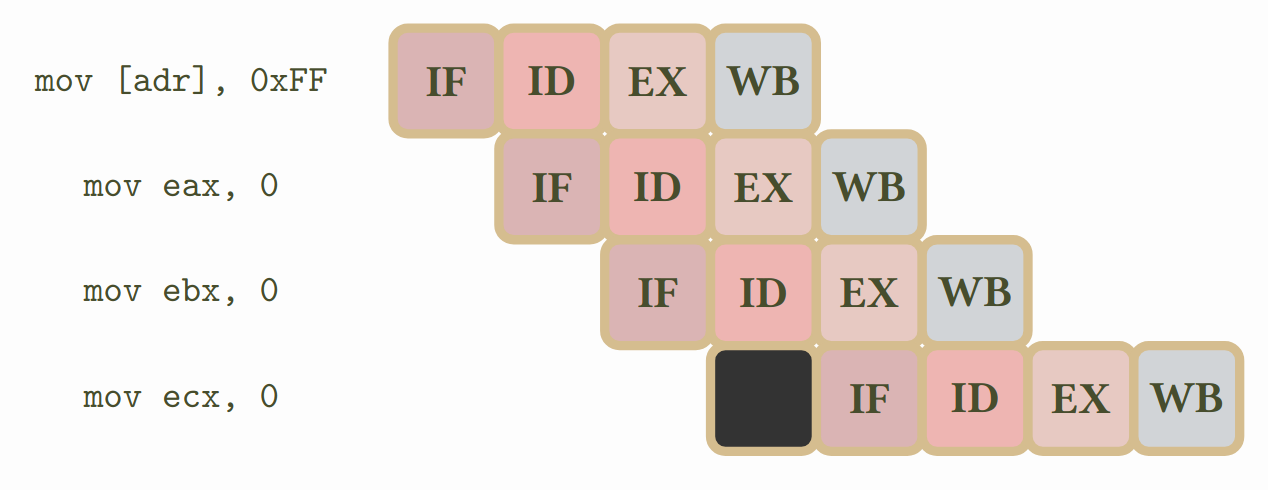 mov [adr], 0xFF IF ID EX WB
mov eax, 0 IF ID EX WB
mov ebx, 0 IF ID EX WB
mov ecx, 0 IF ID EX WB